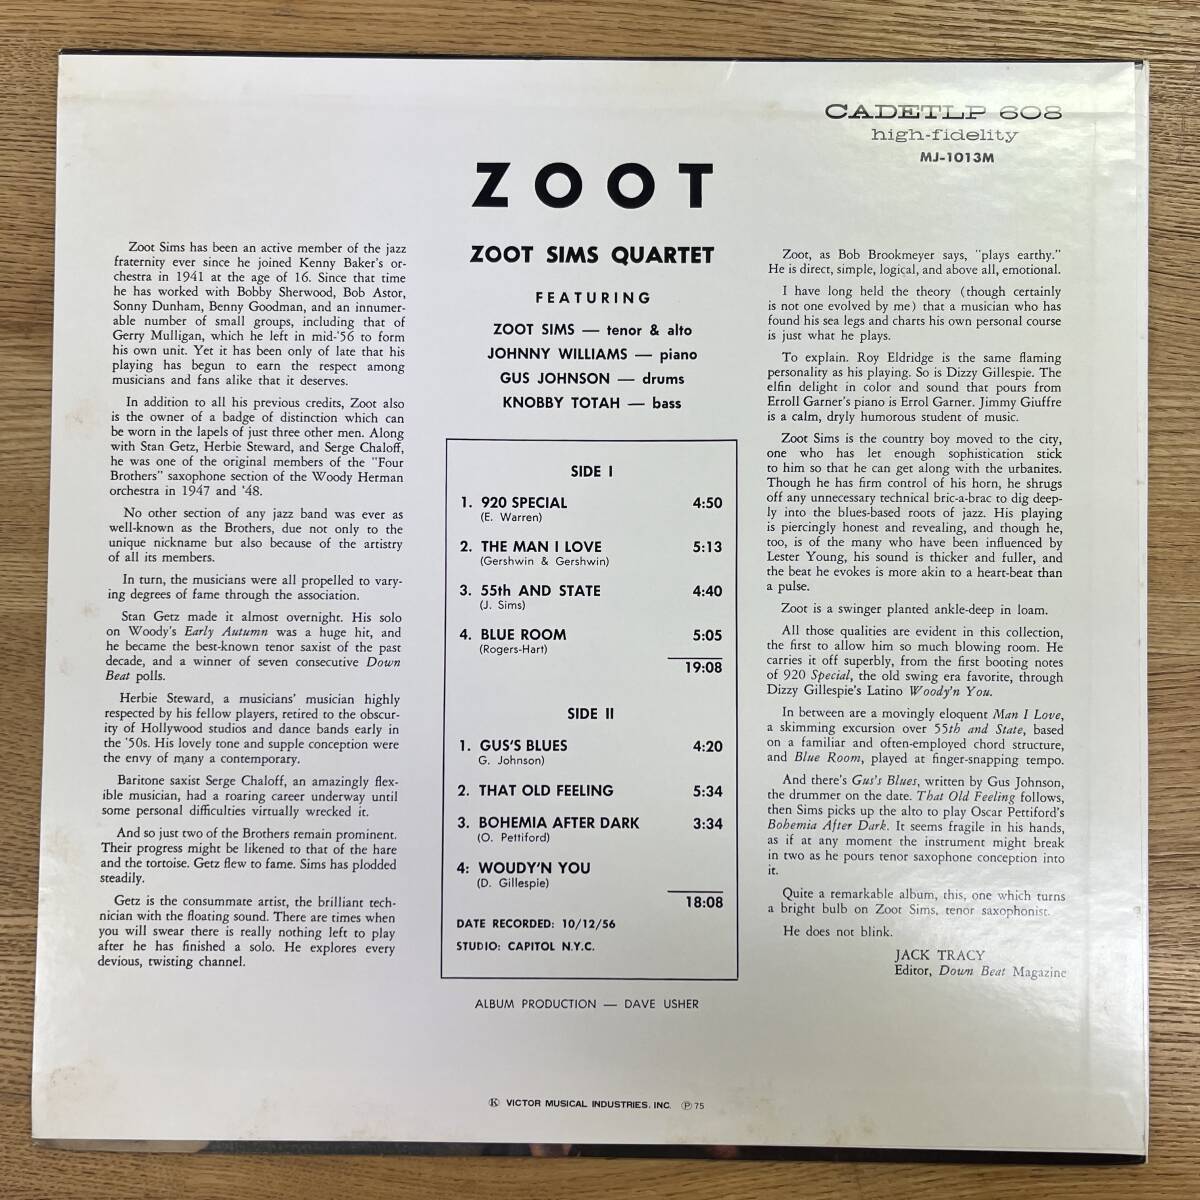 CADET LP 608
high-fidelity
MJ-1013M
ZOOT
ZOOT SIMS QUARTET
FEATURING
ZOOT SIMS — tenor & alto
JOHNNY WILLIAMS — piano
GUS JOHNSON — drums
KNOBBY TOTAH — bass
Zoot Sims has been an active member of the jazz
fraternity ever since he joined Kenny Baker's or-
chestra in 1941 at the age of 16. Since that time
he has worked with Bobby Sherwood, Bob Astor,
Sonny Dunham, Benny Goodman, and an innumer-
able number of small groups, including that of
Gerry Mulligan, which he left in mid-'56 to form
his own unit. Yet it has been only of late that his
playing has begun to earn the respect among
musicians and fans alike that it deserves.
In addition to all his previous credits, Zoot also
is the owner of a badge of distinction which can
be worn in the lapels of just three other men. Along
with Stan Getz, Herbie Steward, and Serge Chaloff,
he was one of the original members of the "Four
Brothers" saxophone section of the Woody Herman
orchestra in 1947 and '48.
No other section of any jazz band was ever as
well-known as the Brothers, due not only to the
unique nickname but also because of the artistry
of all its members.
In turn, the musicians were all propelled to vary-
ing degrees of fame through the association.
Stan Getz made it almost overnight. His solo
on Woody's Early Autumn was a huge hit, and
he became the best-known tenor saxist of the past
decade, and a winner of seven consecutive Down
Beat polls.
Herbie Steward, a musicians' musician highly
respected by his fellow players, retired to the obscur-
ity of Hollywood studios and dance bands early in
the '50s. His lovely tone and supple conception were
the envy of many a contemporary.
Baritone saxist Serge Chaloff, an amazingly flex-
ible musician, had a roaring career underway until
some personal difficulties virtually wrecked it.
And so just two of the Brothers remain prominent.
Their progress might be likened to that of the hare
and the tortoise. Getz flew to fame. Sims has plodded
steadily.
Getz is the consummate artist, the brilliant tech-
nician with the floating sound. There are times when
you will swear there is really nothing left to play
after he has finished a solo. He explores every
devious, twisting channel.
SIDE I
1. 920 SPECIAL 4:50
(E. Warren)
2. THE MAN I LOVE 5:13
(Gershwin & Gershwin)
3. 55th AND STATE 4:40
(J. Sims)
4. BLUE ROOM 5:05
(Rogers-Hart)
19:08
SIDE II
1. GUS'S BLUES 4:20
G. Johnson)
2. THAT OLD FEELING 5:34
3. BOHEMIA AFTER DARK 3:34
(O. Pettiford)
4: WOUDY'N YOU
(D. Gillespie)
18:08
DATE RECORDED: 10/12/56
STUDIO: CAPITOL N.Y.C.
ALBUM PRODUCTION — DAVE USHER
Zoot, as Bob Brookmeyer says, "plays earthy."
He is direct, simple, logical, and above all, emotional.
I have long held the theory (though certainly
is not one evolved by me) that a musician who has
found his sea legs and charts his own personal course
is just what he plays.
To explain. Roy Eldridge is the same flaming
personality as his playing. So is Dizzy Gillespie. The
elfin delight in color and sound that pours from
Erroll Garner's piano is Errol Garner. Jimmy Giuffre
is a calm, dryly humorous student of music.
Zoot Sims is the country boy moved to the city,
one who has let enough sophistication stick
to him so that he can get along with the urbanites.
Though he has firm control of his horn, he shrugs
off any unnecessary technical bric-a-brac to dig deep-
ly into the blues-based roots of jazz. His playing
is piercingly honest and revealing, and though he,
too, is of the many who have been influenced by
Lester Young, his sound is thicker and fuller, and
the beat he evokes is more akin to a heart-beat than
a pulse.
Zoot is a swinger planted ankle-deep in loam.
All those qualities are evident in this collection,
the first to allow him so much blowing room. He
carries it off superbly, from the first booting notes
of 920 Special, the old swing era favorite, through
Dizzy Gillespie's Latino Woody'n You.
In between are a movingly eloquent Man I Love,
a skimming excursion over 55th and State, based
on a familiar and often-employed chord structure,
and Blue Room, played at finger-snapping tempo.
And there's Gus's Blues, written by Gus Johnson,
the drummer on the date. That Old Feeling follows,
then Sims picks up the alto to play Oscar Pettiford's
Bohemia After Dark. It seems fragile in his hands,
as if at any moment the instrument might break
in two as he pours tenor saxophone conception into
it.
Quite a remarkable album, this, one which turns
a bright bulb on Zoot Sims, tenor saxophonist.
He does not blink.
JACK TRACY
Editor, Down Beat Magazine
Ⓚ VICTOR MUSICAL INDUSTRIES, INC. ℗ 75